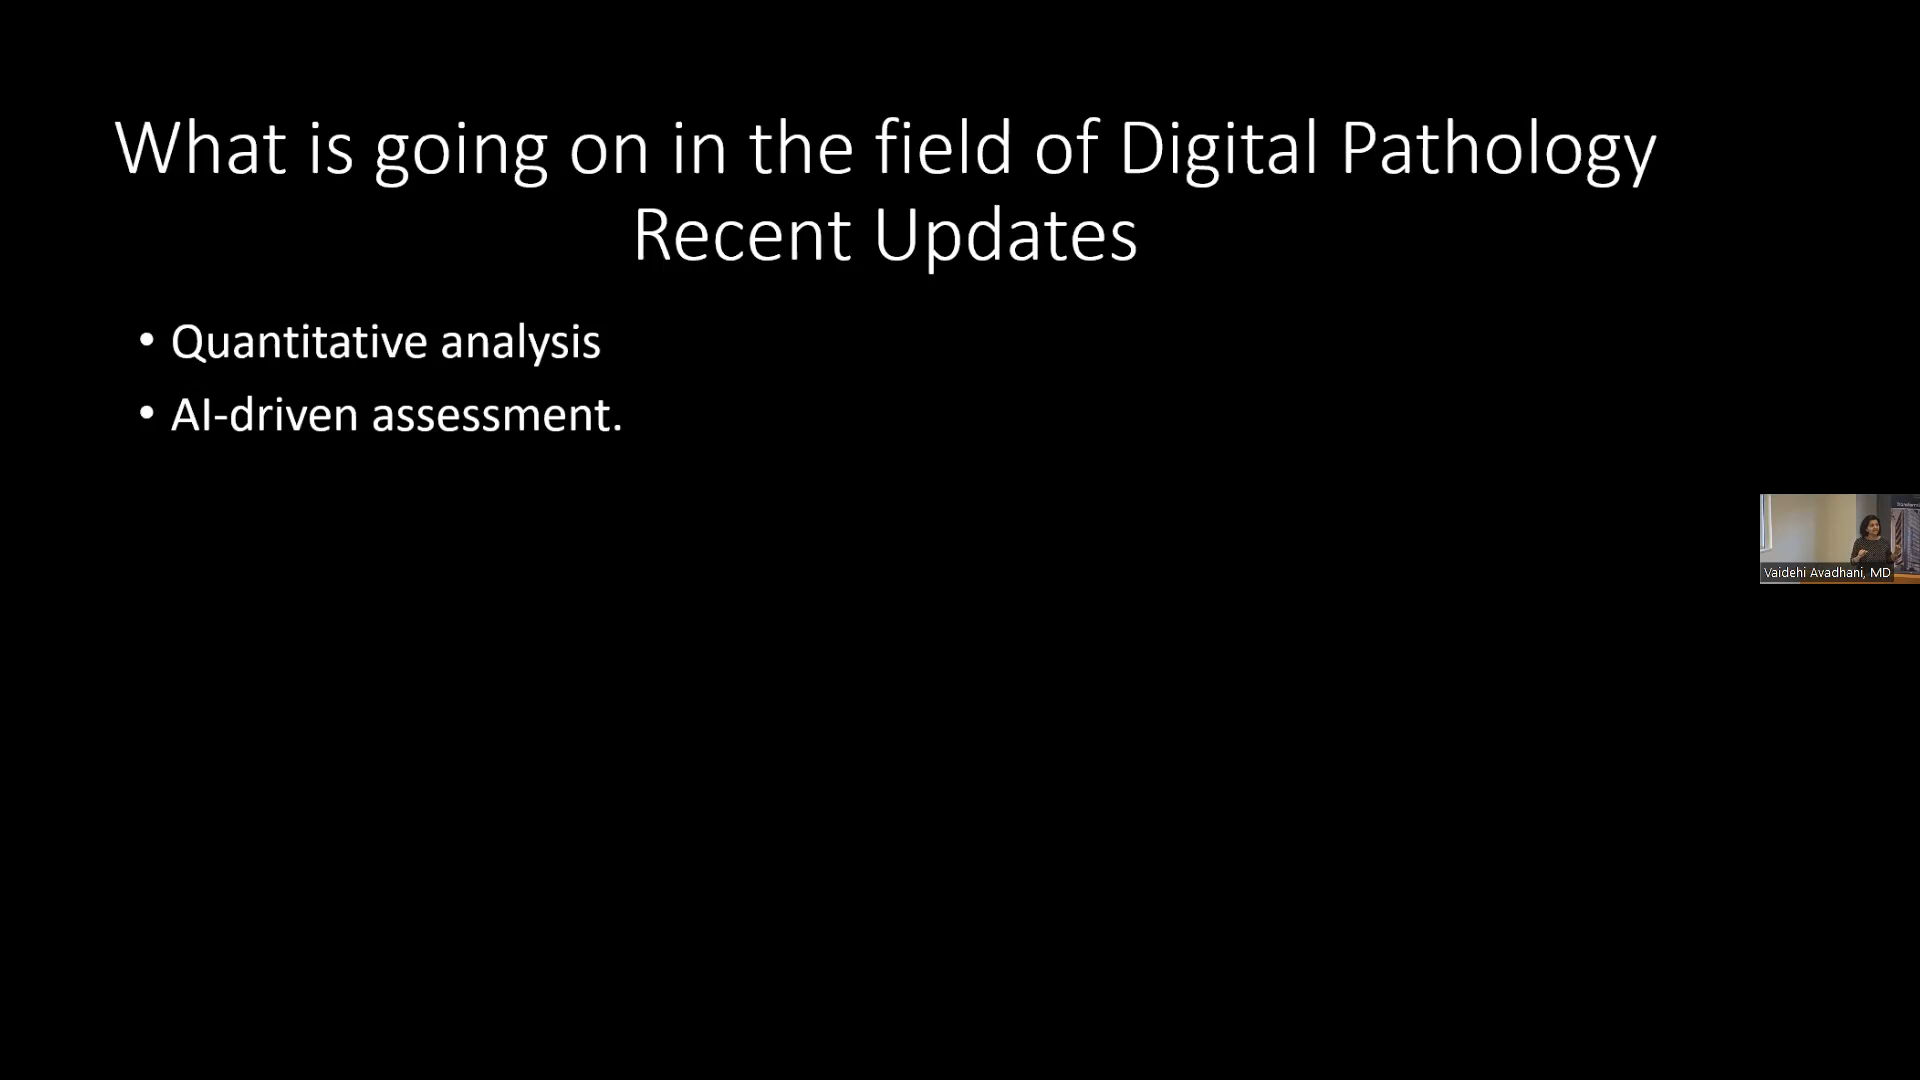 What is going on in the field of Digital Pathology
Recent Updates
• Quantitative analysis
• AI-driven assessment.
Vaidehi Avadhani, MD